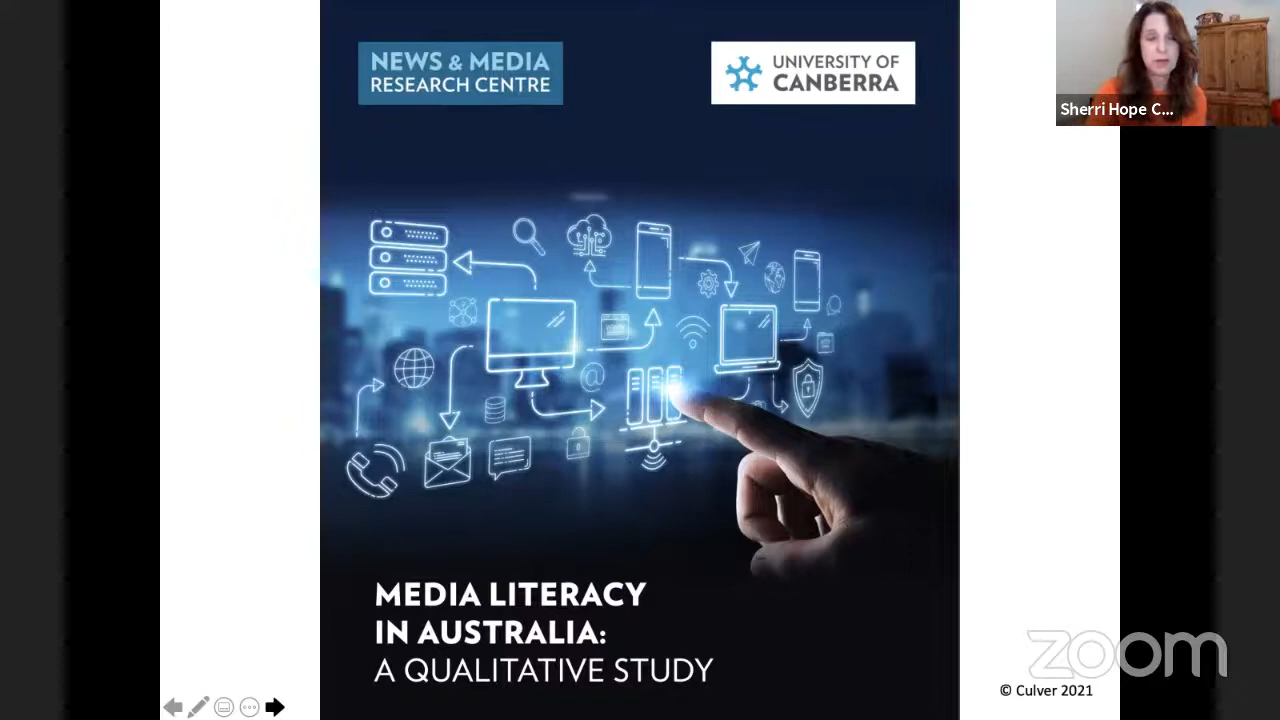 NEWS & MEDIA
RESEARCH CENTRE
UNIVERSITY OF
CANBERRA
Sherri Hope C...
MEDIA LITERACY
IN AUSTRALIA:
A QUALITATIVE STUDY
zoom
© Culver 2021